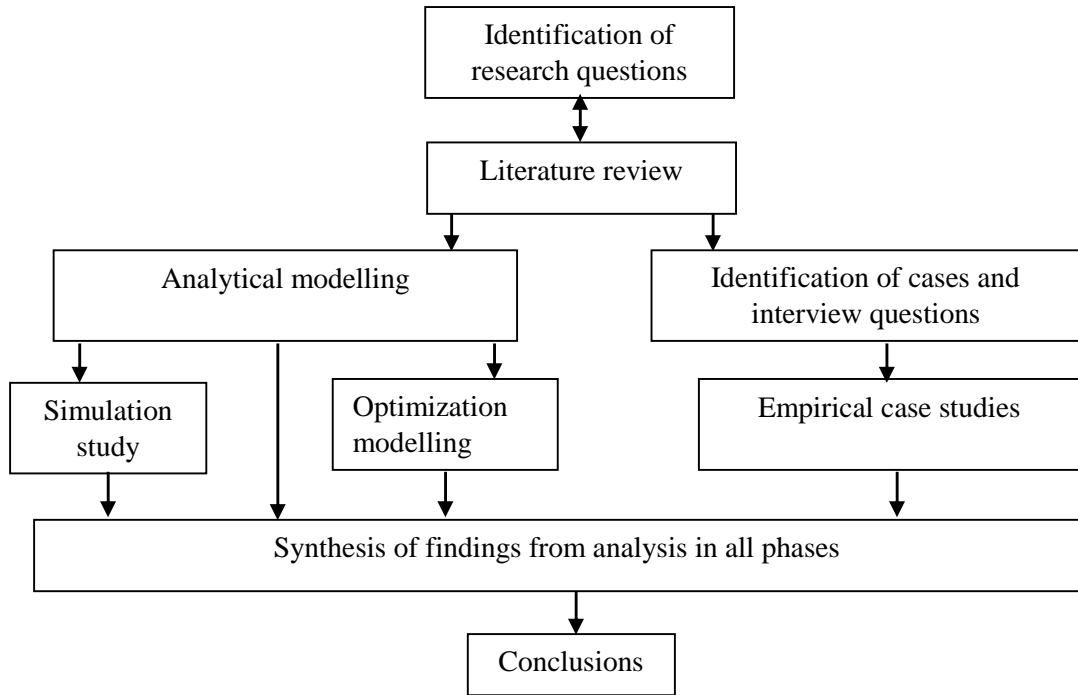 Identification of
research questions
Literature review
Analytical modelling
Identification of cases and
interview questions
Simulation
study
Optimization
modelling
Empirical case studies
Synthesis of findings from analysis in all phases
Conclusions